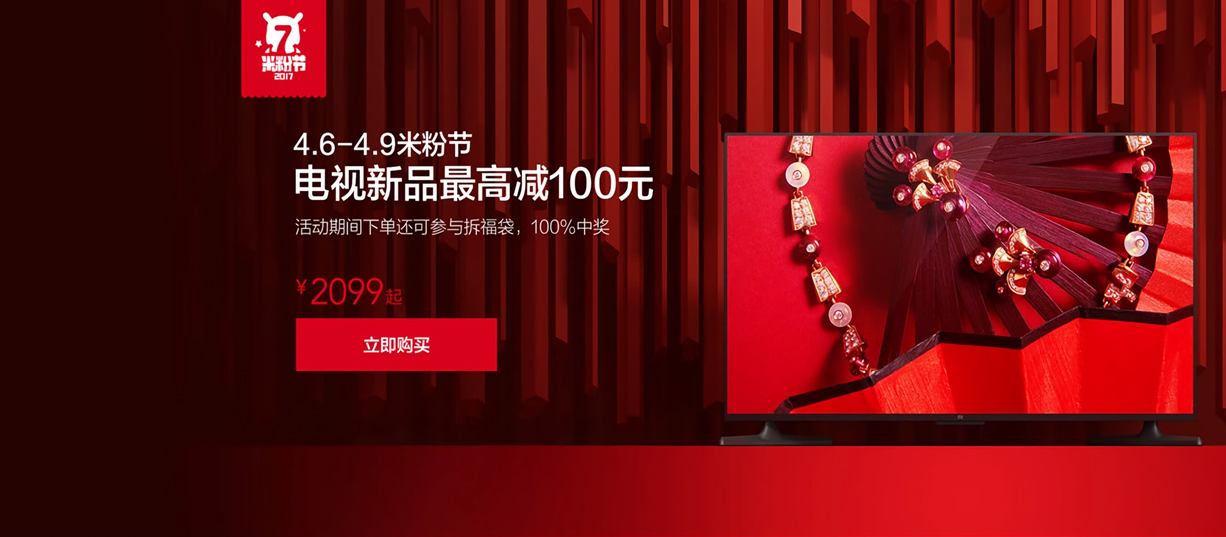 7
米粉节
2017
4.6-4.9米粉节
电视新品最高减100元
活动期间下单还可参与拆福袋，100%中奖
¥2099起
立即购买